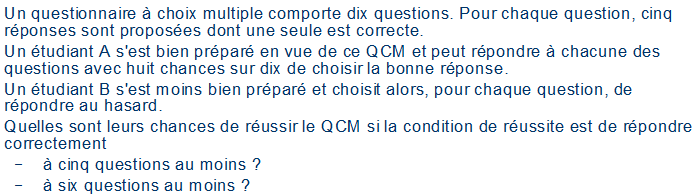 Un questionnaire à choix multiple comporte dix questions. Pour chaque question, cinq
réponses sont proposées dont une seule est correcte.
Un étudiant A s'est bien préparé en vue de ce QCM et peut répondre à chacune des
questions avec huit chances sur dix de choisir la bonne réponse.
Un étudiant B s'est moins bien préparé et choisit alors, pour chaque question, de
répondre au hasard.
Quelles sont leurs chances de réussir le QCM si la condition de réussite est de répondre
correctement
– à cinq questions au moins ?
– à six questions au moins ?